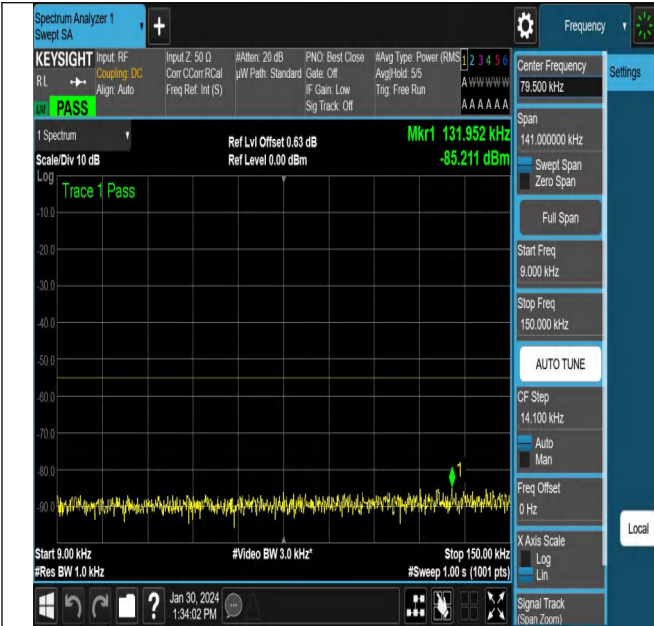 Spectrum Analyzer 1
Swept SA
+
Frequency
KEYSIGHT
RL
PASS
Input: RF
Coupling: DC
Align: Auto
Input Z: 50 Ω
Corr CCorr RCal
Freq Ref: Int (S)
#Atten: 20 dB
µW Path: Standard
PNO: Best Close
Gate: Off
IF Gain: Low
Sig Track: Off
#Avg Type: Power (RMS
Avg|Hold: 5/5
Trig: Free Run
1 2 3 4 5 6
A W W W W W
A A A A A A
1 Spectrum
Scale/Div 10 dB
Ref Lvl Offset 0.63 dB
Ref Level 0.00 dBm
Mkr1 131.952 kHz
-85.211 dBm
Log
Trace 1 Pass
-10.0
-20.0
-30.0
-40.0
-50.0
-60.0
-70.0
-80.0
-90.0
1
Start 9.00 kHz
#Res BW 1.0 kHz
#Video BW 3.0 kHz*
Stop 150.00 kHz
#Sweep 1.00 s (1001 pts)
Center Frequency
79.500 kHz
Settings
Span
141.000000 kHz
Swept Span
Zero Span
Full Span
Start Freq
9.000 kHz
Stop Freq
150.000 kHz
AUTO TUNE
CF Step
14.100 kHz
Auto
Man
Freq Offset
0 Hz
Local
X Axis Scale
Log
Lin
Signal Track
(Span Zoom)
?
Jan 30, 2024
1:34:02 PM